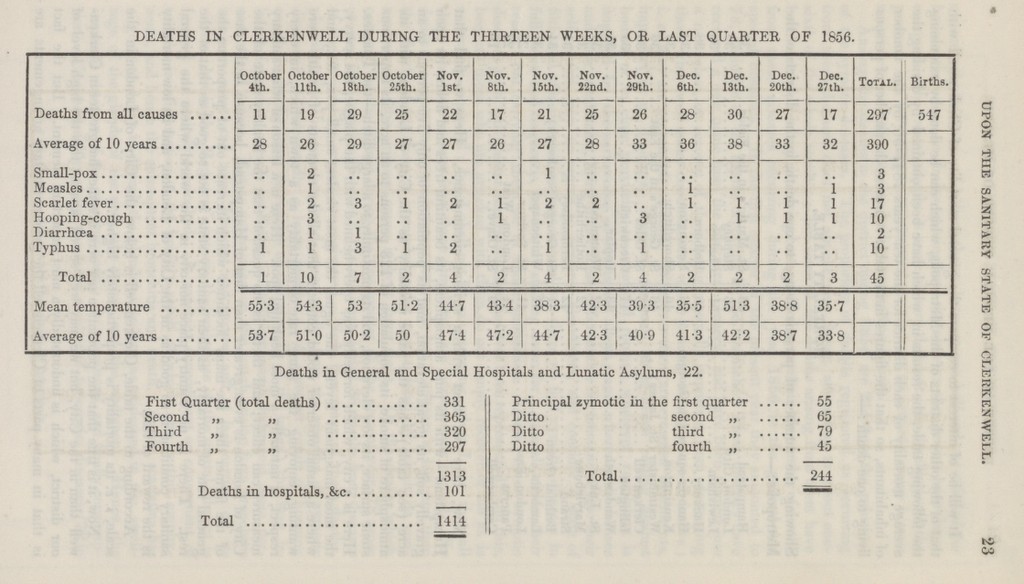 DEATHS IN CLERKENWELL DURING THE THIRTEEN WEEKS, OR LAST QUARTER OF 1856.
October 4th. October 11th. October 18th. October 25th. Nov. 1st. Nov. 8th. Nov. 15th. Nov. 22nd. Nov. 29th. Dec. 6th. Dec. 13th. Dec. 20th. Dec. 27th. TOTAL. Births.
Deaths from all causes ...... 11 19 29 25 22 17 21 25 26 28 30 27 17 297 547
Average of 10 years .......... 28 26 29 27 27 26 27 28 33 36 38 33 32 390
Small-pox .................. .. 2 .. .. .. .. 1 .. .. .. .. .. .. 3
Measles .................... .. 1 .. .. .. .. .. .. .. 1 .. .. 1 3
Scarlet fever ................ .. 2 3 1 2 1 2 2 .. 1 1 1 1 17
Hooping-cough ............ .. 3 .. .. .. 1 .. .. 3 .. 1 1 1 10
Diarrhœa .................. .. 1 1 .. .. .. .. .. .. .. .. .. .. 2
Typhus .................... 1 1 3 1 2 .. 1 .. 1 .. .. .. .. 10
Total .................. 1 10 7 2 4 2 4 2 4 2 2 2 3 45
Mean temperature .......... 55·3 54·3 53 51·2 44·7 43 4 38 3 42·3 39·3 35·5 51·3 38·8 35·7
Average of 10 years .......... 53·7 51·0 50·2 50 47·4 47·2 44·7 42·3 40·9 41·3 42·2 38·7 33·8
Deaths in General and Special Hospitals and Lunatic Asylums, 22.
First Quarter (total deaths) .............. 331
Second „ „ .............. 365
Third „ „ .............. 320
Fourth „ „ .............. 297
1313
Deaths in hospitals, &c. ........... 101
Total ........................ 1414
Principal zymotic in the first quarter ...... 55
Ditto second „ ...... 65
Ditto third „ ...... 79
Ditto fourth „ ...... 45
Total........................ 244
UPON THE SANITARY STATE OF CLERKENWELL.
23